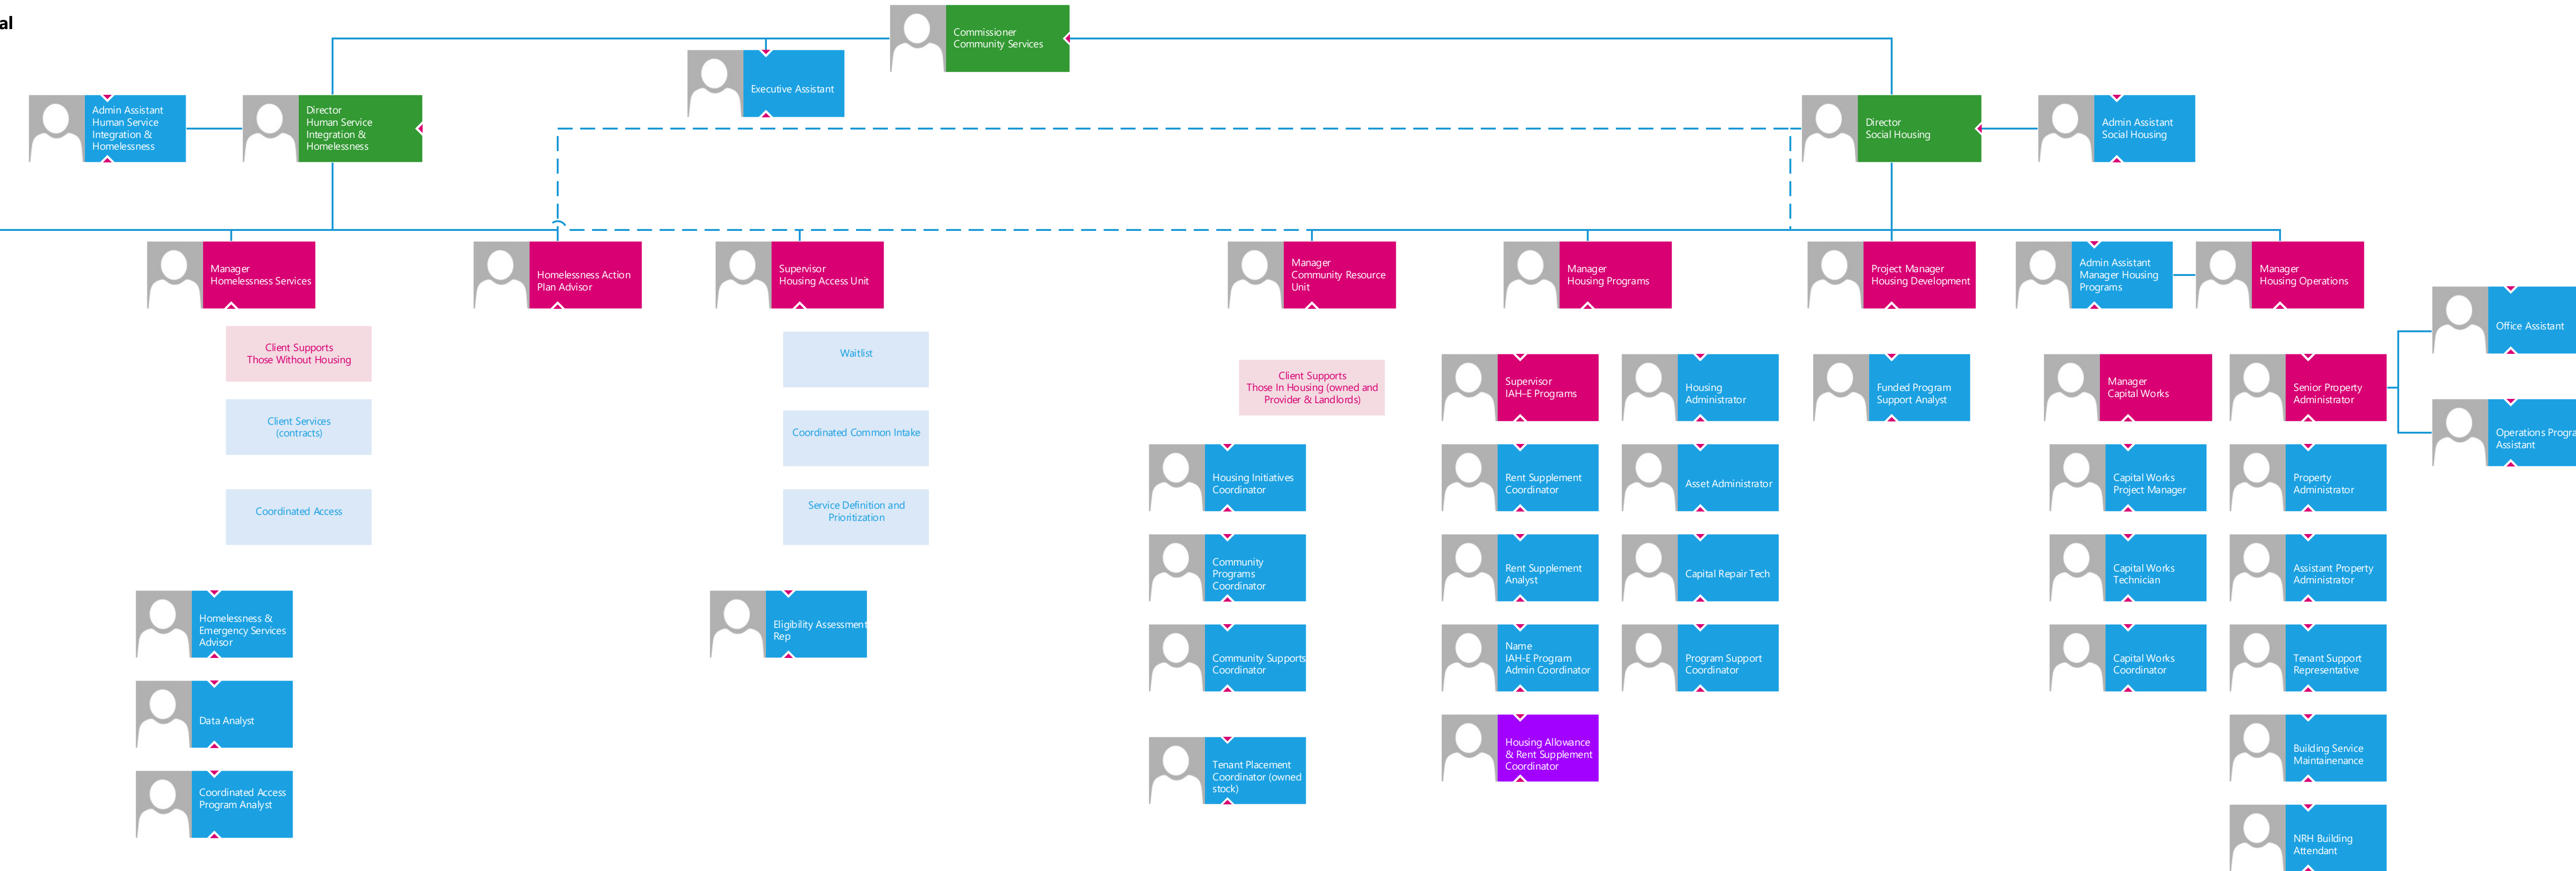 al
Commissioner
Community Services
Executive Assistant
Admin Assistant
Human Service
Integration &
Homelessness
Director
Human Service
Integration &
Homelessness
Director
Social Housing
Admin Assistant
Social Housing
Manager
Homelessness Services
Homelessness Action
Plan Advisor
Supervisor
Housing Access Unit
Manager
Community Resource
Unit
Manager
Housing Programs
Project Manager
Housing Development
Admin Assistant
Manager Housing
Programs
Manager
Housing Operations
Office Assistant
Operations Progra
Assistant
Client Supports
Those Without Housing
Client Services
(contracts)
Coordinated Access
Homelessness &
Emergency Services
Advisor
Data Analyst
Coordinated Access
Program Analyst
Waitlist
Coordinated Common Intake
Service Definition and
Prioritization
Eligibility Assessment
Rep
Client Supports
Those In Housing (owned and
Provider & Landlords)
Housing Initiatives
Coordinator
Community
Programs
Coordinator
Community Supports
Coordinator
Tenant Placement
Coordinator (owned
stock)
Supervisor
IAH–E Programs
Rent Supplement
Coordinator
Rent Supplement
Analyst
Name
IAH-E Program
Admin Coordinator
Housing Allowance
& Rent Supplement
Coordinator
Housing
Administrator
Asset Administrator
Capital Repair Tech
Program Support
Coordinator
Funded Program
Support Analyst
Manager
Capital Works
Capital Works
Project Manager
Capital Works
Technician
Capital Works
Coordinator
Senior Property
Administrator
Property
Administrator
Assistant Property
Administrator
Tenant Support
Representative
Building Service
Maintainenance
NRH Building
Attendant